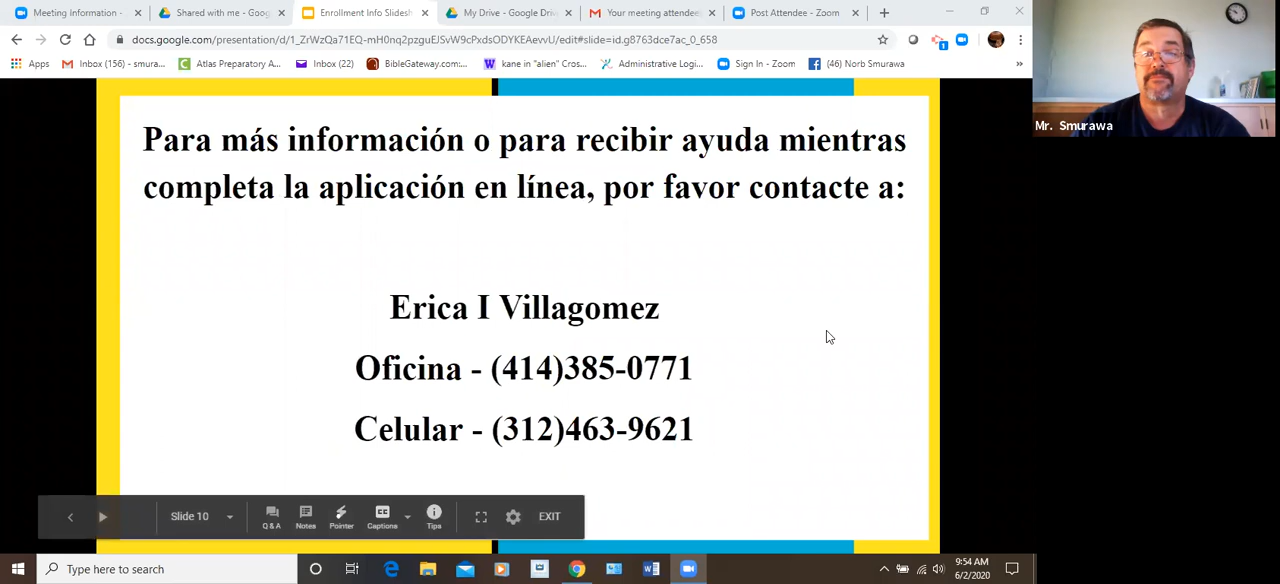 Meeting Information -
Shared with me - Goog
Enrollment Info Slidesh
My Drive - Google Driv
Your meeting attendees
Post Attendee - Zoom
docs.google.com/presentation/d/1_ZrWzQa71EQ-mH0nq2pzguEJSvW9cPxdsODYKEAevvU/edit#slide=id.g8763dce7ac_0_658
Apps
Inbox (156) - smura...
Atlas Preparatory A...
Inbox (22)
BibleGateway.com:...
kane in "alien" Cros...
Administrative Logi...
Sign In - Zoom
(46) Norb Smurawa
Mr. Smurawa
Para más información o para recibir ayuda mientras
completa la aplicación en línea, por favor contacte a:
Erica I Villagomez
Oficina - (414)385-0771
Celular - (312)463-9621
Slide 10
Q & A
Notes
Pointer
Captions
Tips
EXIT
Type here to search
9:54 AM
6/2/2020